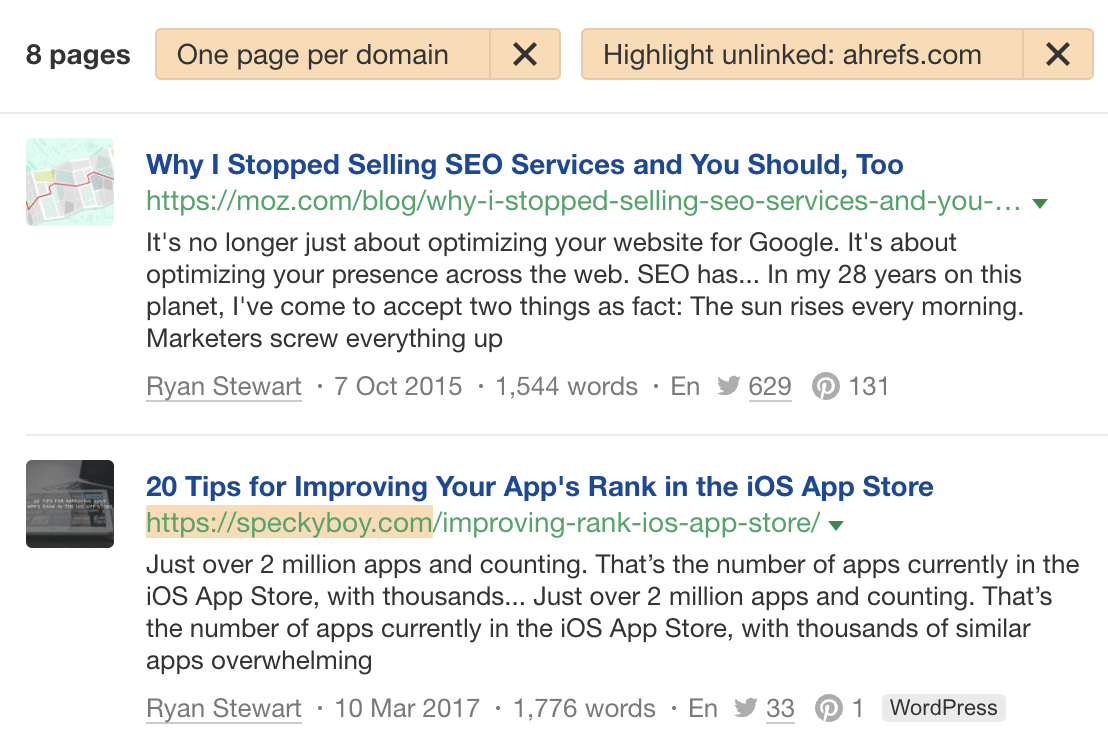 8 pages One page per domain ✕ Highlight unlinked: ahrefs.com ✕
Why I Stopped Selling SEO Services and You Should, Too
https://moz.com/blog/why-i-stopped-selling-seo-services-and-you-…
It's no longer just about optimizing your website for Google. It's about
optimizing your presence across the web. SEO has... In my 28 years on this
planet, I've come to accept two things as fact: The sun rises every morning.
Marketers screw everything up
Ryan Stewart · 7 Oct 2015 · 1,544 words · En 629 131
20 Tips for Improving Your App's Rank in the iOS App Store
https://speckyboy.com/improving-rank-ios-app-store/
Just over 2 million apps and counting. That’s the number of apps currently in the
iOS App Store, with thousands... Just over 2 million apps and counting. That’s
the number of apps currently in the iOS App Store, with thousands of similar
apps overwhelming
Ryan Stewart · 10 Mar 2017 · 1,776 words · En 33 1 WordPress